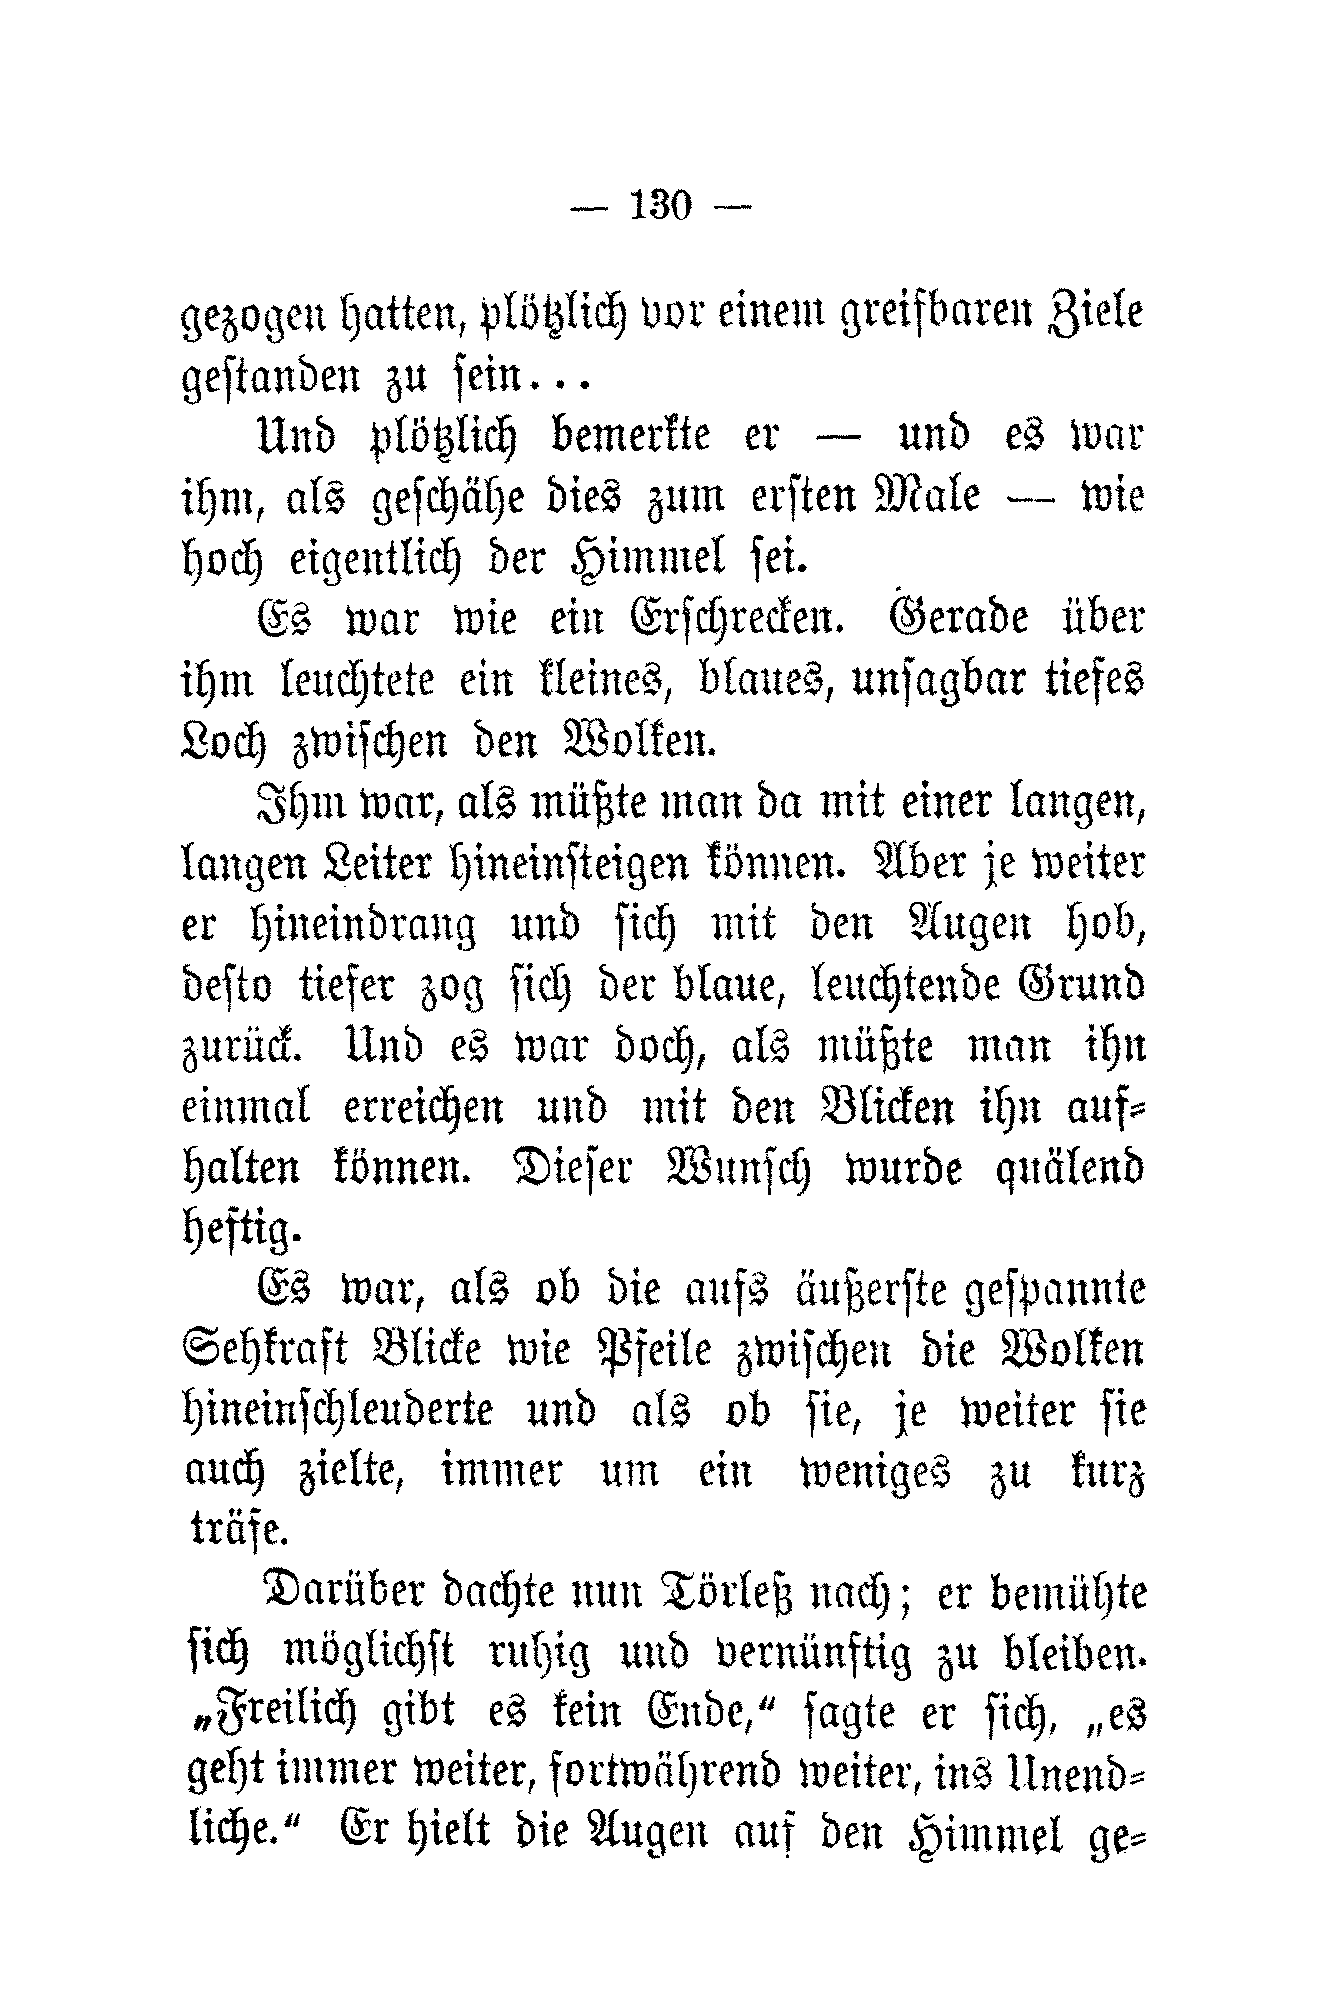 — 130 —
gezogen hatten, plötzlich vor einem greifbaren Ziele
gestanden zu sein...
Und plötzlich bemerkte er — und es war
ihm, als geschähe dies zum ersten Male — wie
hoch eigentlich der Himmel sei.
Es war wie ein Erschrecken. Gerade über
ihm leuchtete ein kleines, blaues, unsagbar tiefes
Loch zwischen den Wolken.
Ihm war, als müßte man da mit einer langen,
langen Leiter hineinsteigen können. Aber je weiter
er hineindrang und sich mit den Augen hob,
desto tiefer zog sich der blaue, leuchtende Grund
zurück. Und es war doch, als müßte man ihn
einmal erreichen und mit den Blicken ihn auf-
halten können. Dieser Wunsch wurde quälend
heftig.
Es war, als ob die aufs äußerste gespannte
Sehkraft Blicke wie Pfeile zwischen die Wolken
hineinschleuderte und als ob sie, je weiter sie
auch zielte, immer um ein weniges zu kurz
träfe.
Darüber dachte nun Törleß nach; er bemühte
sich möglichst ruhig und vernünftig zu bleiben.
„Freilich gibt es kein Ende,“ sagte er sich, „es
geht immer weiter, fortwährend weiter, ins Unend-
liche.“ Er hielt die Augen auf den Himmel ge-